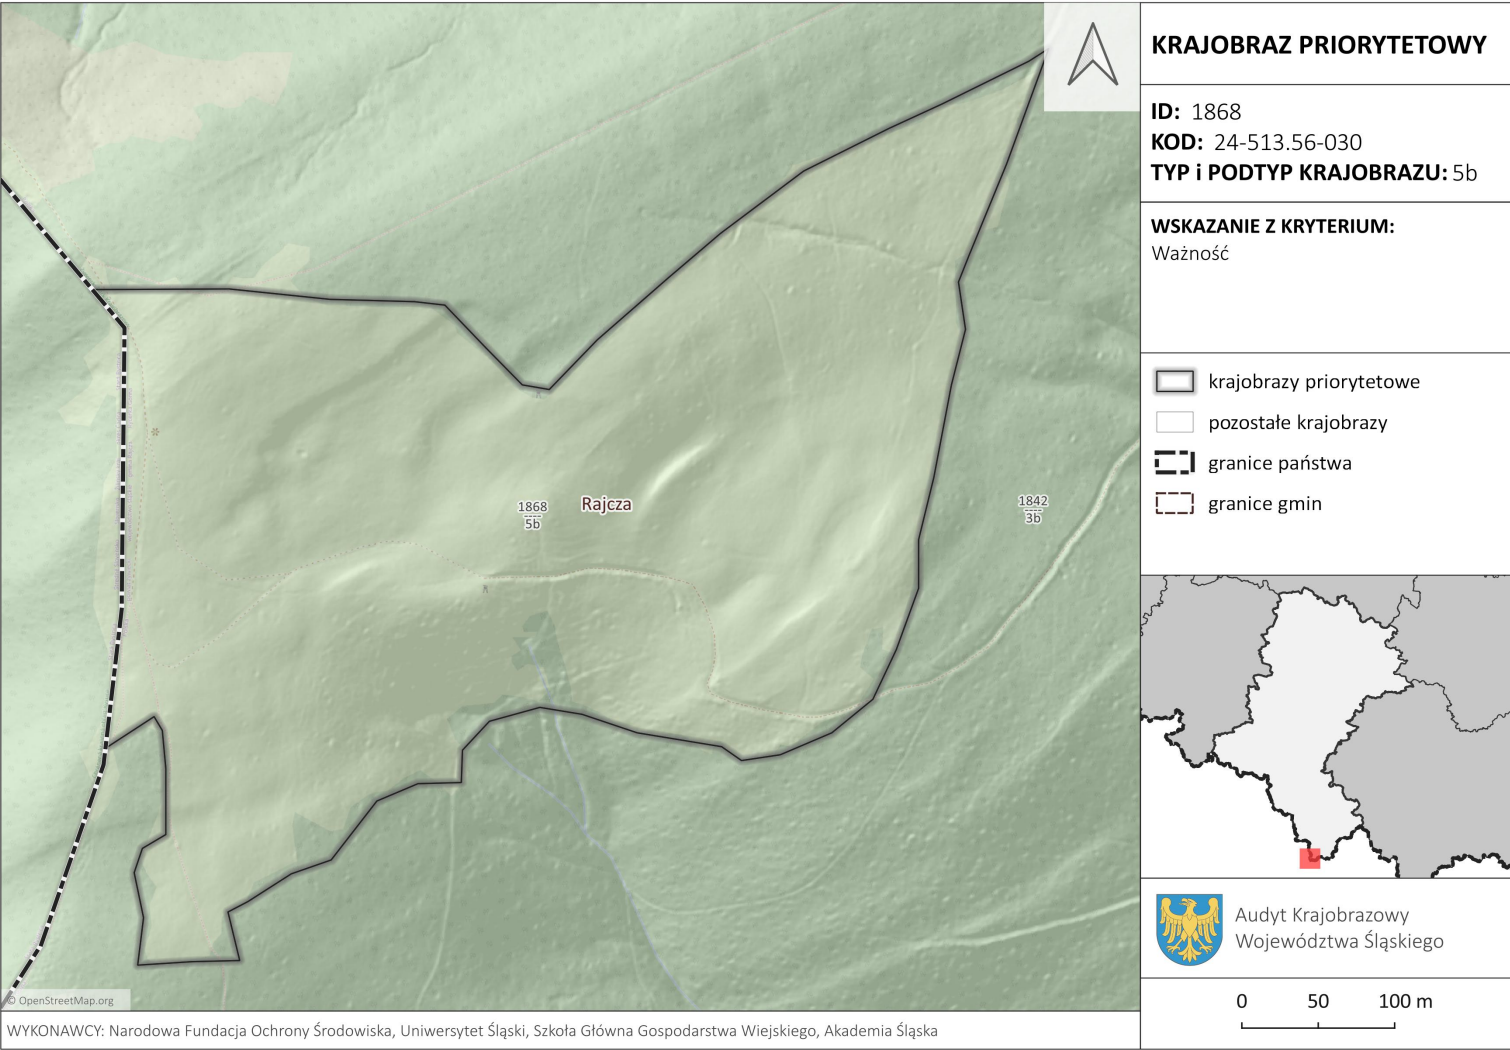 KRAJOBRAZ PRIORYTETOWY
ID: 1868
KOD: 24-513.56-030
TYP i PODTYP KRAJOBRAZU: 5b
WSKAZANIE Z KRYTERIUM:
Ważność
krajobrazy priorytetowe
pozostałe krajobrazy
granice państwa
granice gmin
1868
5b
Rajcza
1842
3b
Audyt Krajobrazowy
Województwa Śląskiego
0 50 100 m
© OpenStreetMap.org
WYKONAWCY: Narodowa Fundacja Ochrony Środowiska, Uniwersytet Śląski, Szkoła Główna Gospodarstwa Wiejskiego, Akademia Śląska